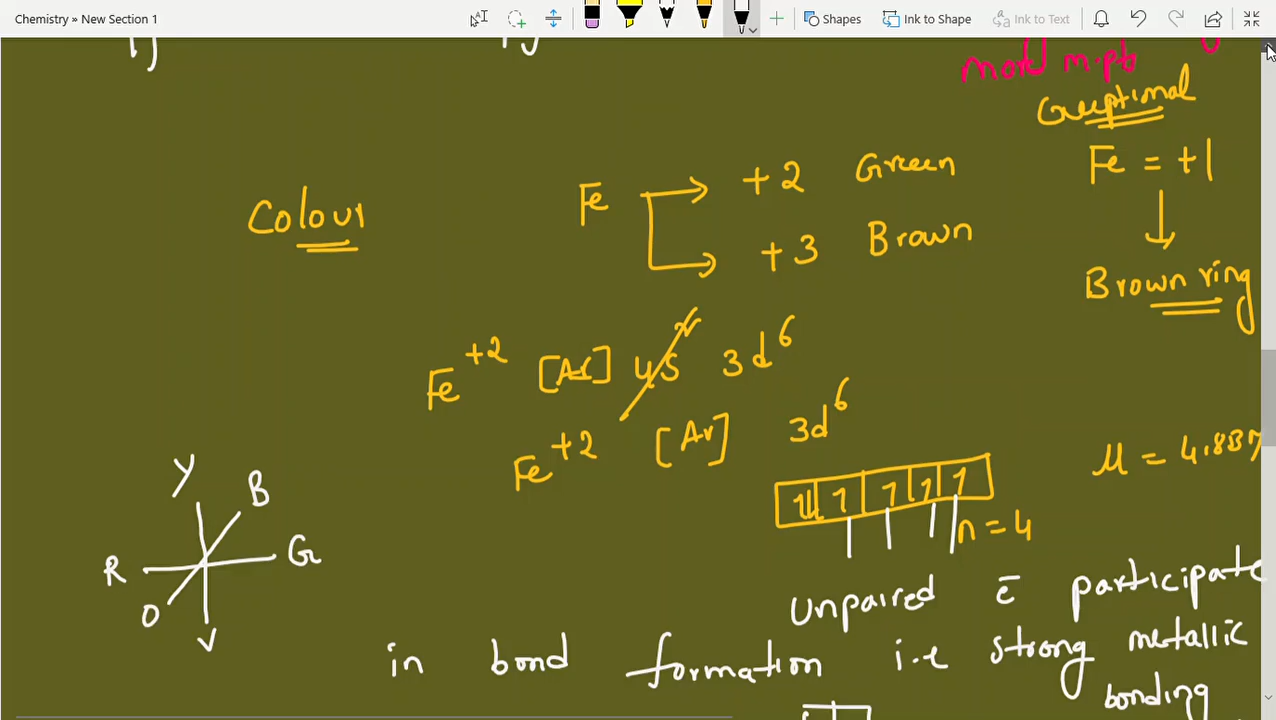 Chemistry » New Section 1
Shapes
Ink to Shape
Ink to Text
more m.pt
Exceptional
Colour
Fe
+2 Green
+3 Brown
Fe = +1
Brown ring
Fe+2 [Ar] 4s 3d6
Fe+2 [Ar] 3d6
n = 4
μ = 4.837
Y
B
R
G
O
V
Unpaired ē participate
in bond formation i.e strong metallic
bonding